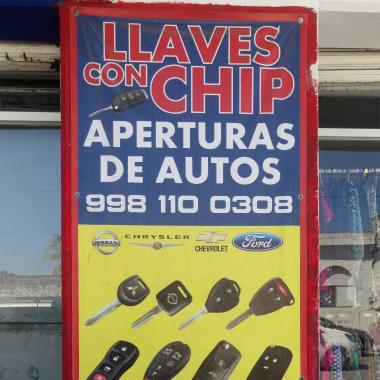 LLAVES
CON CHIP
APERTURAS
DE AUTOS
998 110 0308
NISSAN CHRYSLER CHEVROLET Ford